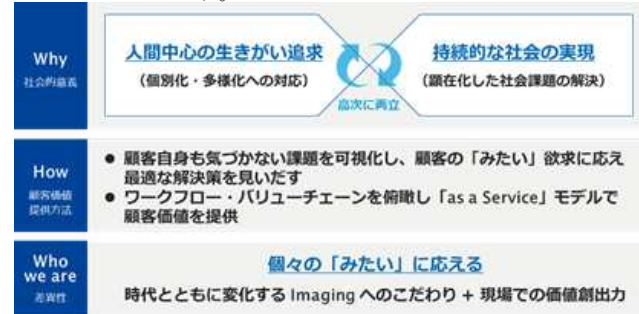 Why
社会的意義
人間中心の生きがい追求
(個別化・多様化への対応)
高次に両立
持続的な社会の実現
(顕在化した社会課題の解決)
How
顧客価値
提供方法
● 顧客自身も気づかない課題を可視化し、顧客の「みたい」欲求に応え
最適な解決策を見いだす
● ワークフロー・バリューチェーンを俯瞰し「as a Service」モデルで
顧客価値を提供
Who
we are
差異性
個々の「みたい」に応える
時代とともに変化する Imaging へのこだわり + 現場での価値創出力